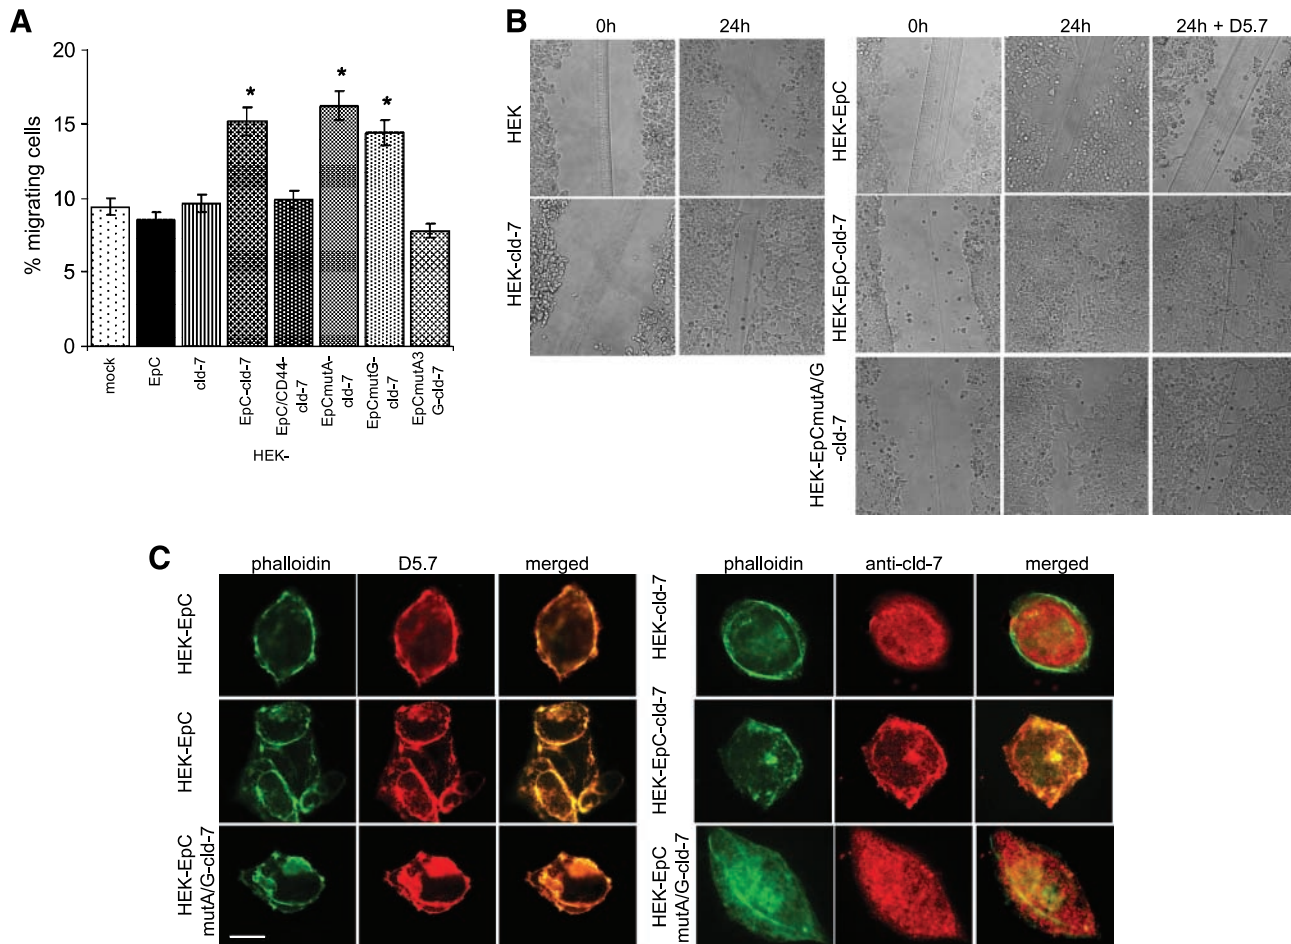 A
20
15
10
5
0
% migrating cells
*
*
*
mock
EpC
cld-7
EpC-cld-7
EpC/CD44-
cld-7
EpCmutA-
cld-7
EpCmutG-
cld-7
EpCmutA3
G-cld-7
HEK-
B
0h
24h
HEK
HEK-cld-7
0h
24h
24h + D5.7
HEK-EpC
HEK-EpC-cld-7
HEK-EpCmutA/G
-cld-7
C
phalloidin
D5.7
merged
HEK-EpC
HEK-EpC
HEK-EpC
mutA/G-cld-7
phalloidin
anti-cld-7
merged
HEK-cld-7
HEK-EpC-cld-7
HEK-EpC
mutA/G-cld-7